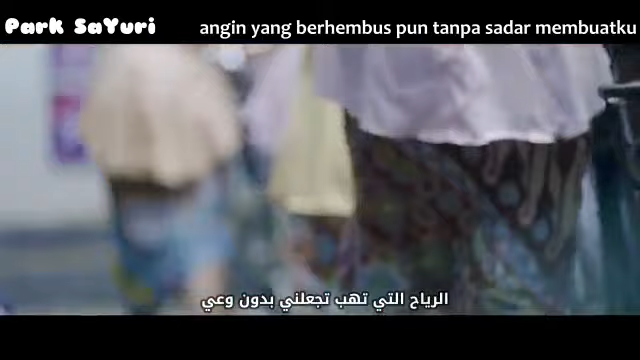 Park SaYuri
angin yang berhembus pun tanpa sadar membuatku
الرياح التي تهب تجعلني بدون وعي